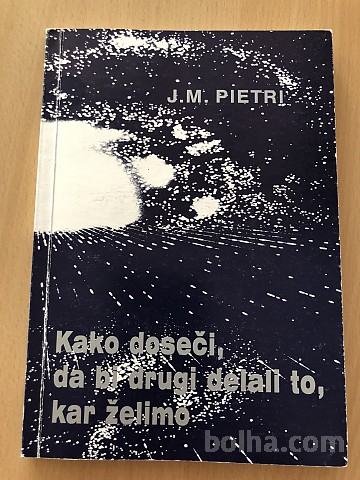 J.M. PIETRI
Kako doseči,
da bi drugi delali to,
kar želimo
bolha.com